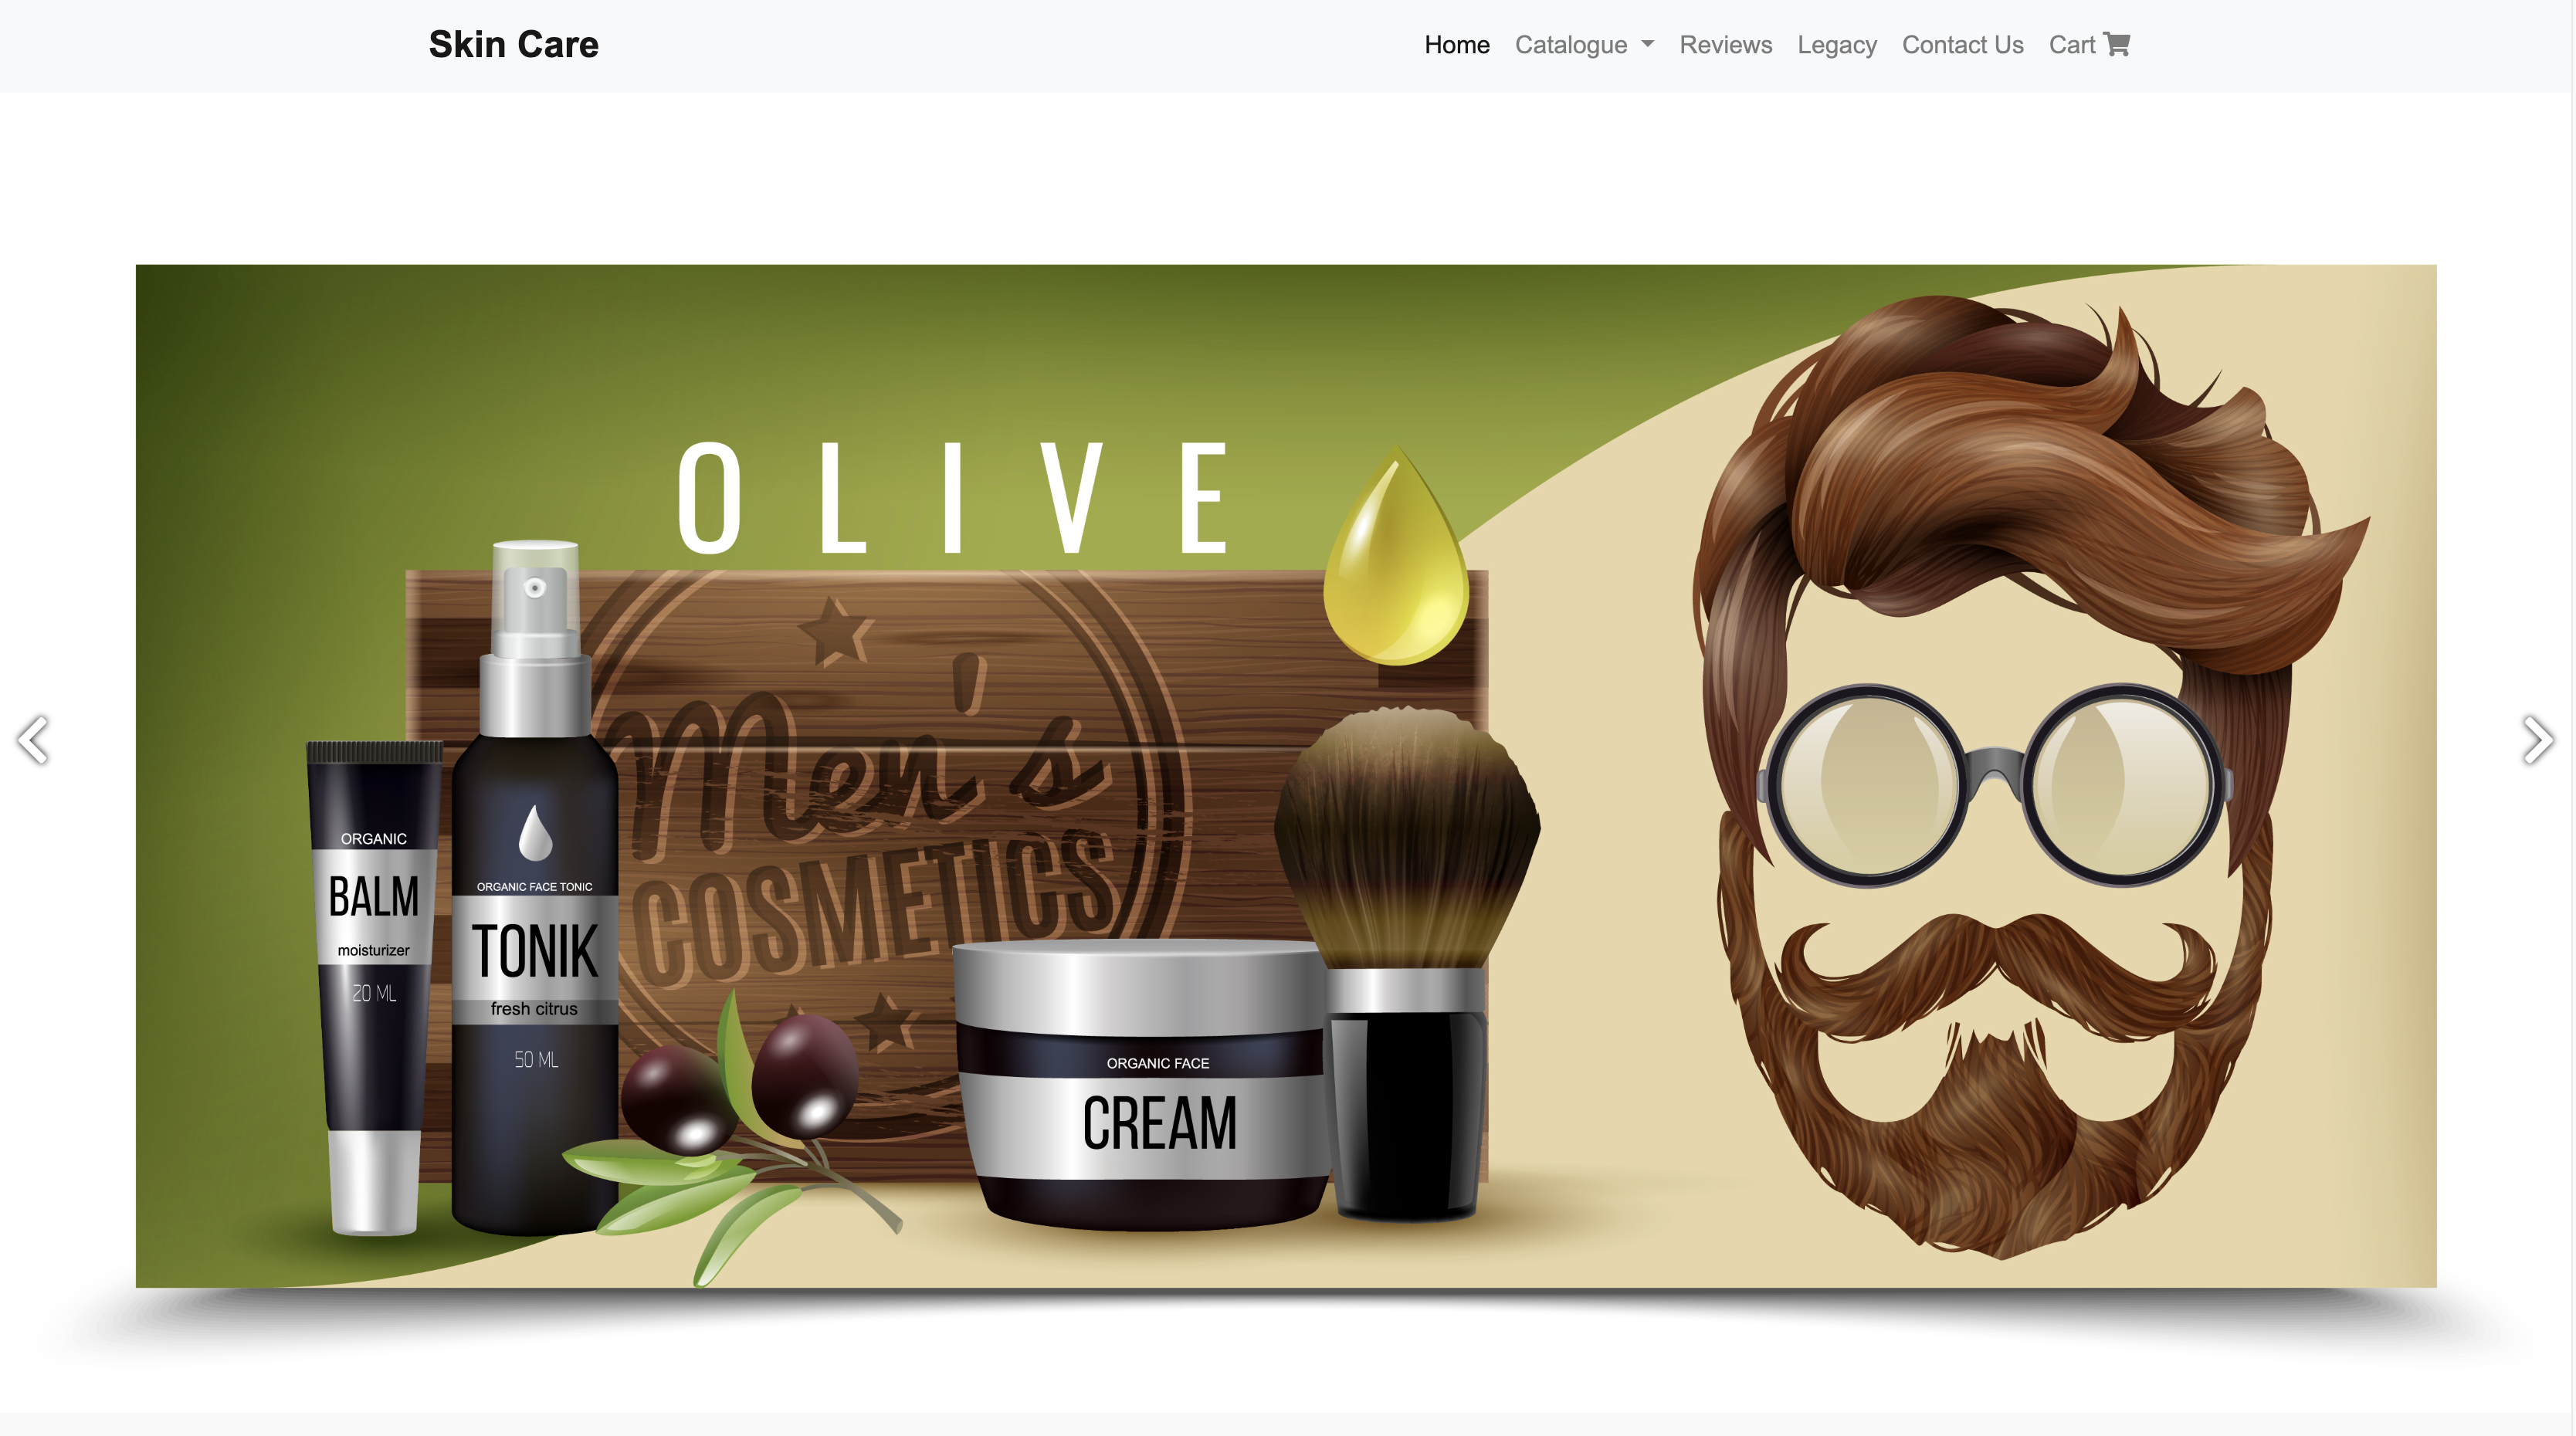 Skin Care
Home Catalogue Reviews Legacy Contact Us Cart
OLIVE
Men's
COSMETICS
ORGANIC
BALM
moisturizer
20 ML
ORGANIC FACE TONIC
TONIK
fresh citrus
50 ML
ORGANIC FACE
CREAM